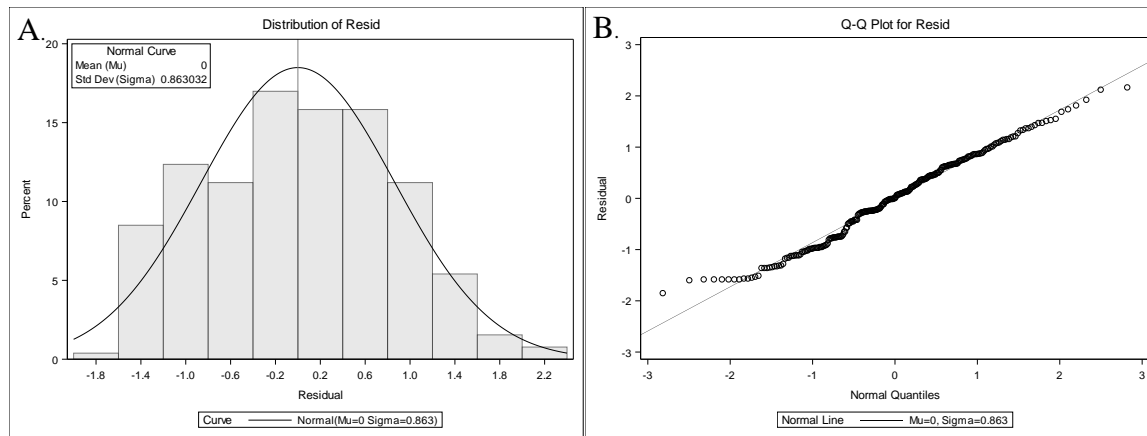 A.
Distribution of Resid
20
15
10
5
0
Percent
Normal Curve
Mean (Mu) 0
Std Dev (Sigma) 0.863032
-1.8 -1.4 -1.0 -0.6 -0.2 0.2 0.6 1.0 1.4 1.8 2.2
Residual
Curve Normal(Mu=0 Sigma=0.863)
B.
Q-Q Plot for Resid
3
2
1
0
-1
-2
-3
Residual
-3 -2 -1 0 1 2 3
Normal Quantiles
Normal Line Mu=0, Sigma=0.863